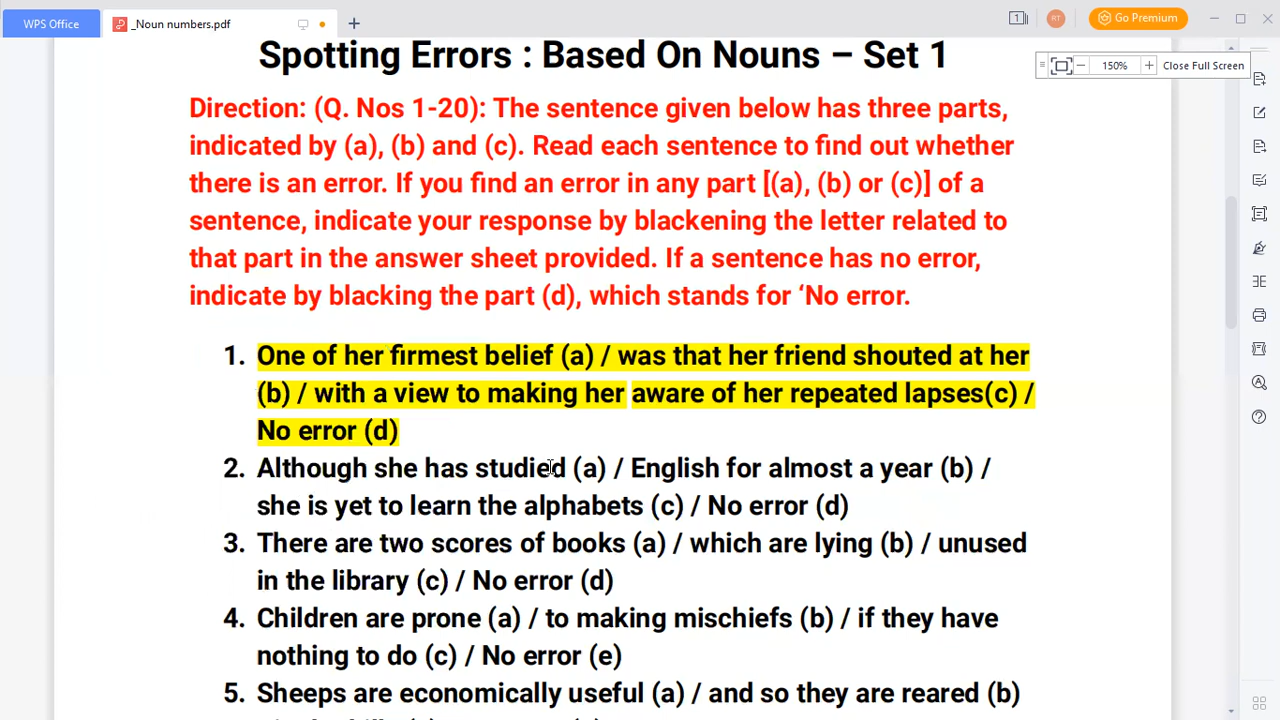 WPS Office
_Noun numbers.pdf
1
RT
Go Premium
150%
Close Full Screen
Spotting Errors : Based On Nouns – Set 1
Direction: (Q. Nos 1-20): The sentence given below has three parts,
indicated by (a), (b) and (c). Read each sentence to find out whether
there is an error. If you find an error in any part [(a), (b) or (c)] of a
sentence, indicate your response by blackening the letter related to
that part in the answer sheet provided. If a sentence has no error,
indicate by blacking the part (d), which stands for ‘No error.
1. One of her firmest belief (a) / was that her friend shouted at her
(b) / with a view to making her aware of her repeated lapses(c) /
No error (d)
2. Although she has studied (a) / English for almost a year (b) /
she is yet to learn the alphabets (c) / No error (d)
3. There are two scores of books (a) / which are lying (b) / unused
in the library (c) / No error (d)
4. Children are prone (a) / to making mischiefs (b) / if they have
nothing to do (c) / No error (e)
5. Sheeps are economically useful (a) / and so they are reared (b)